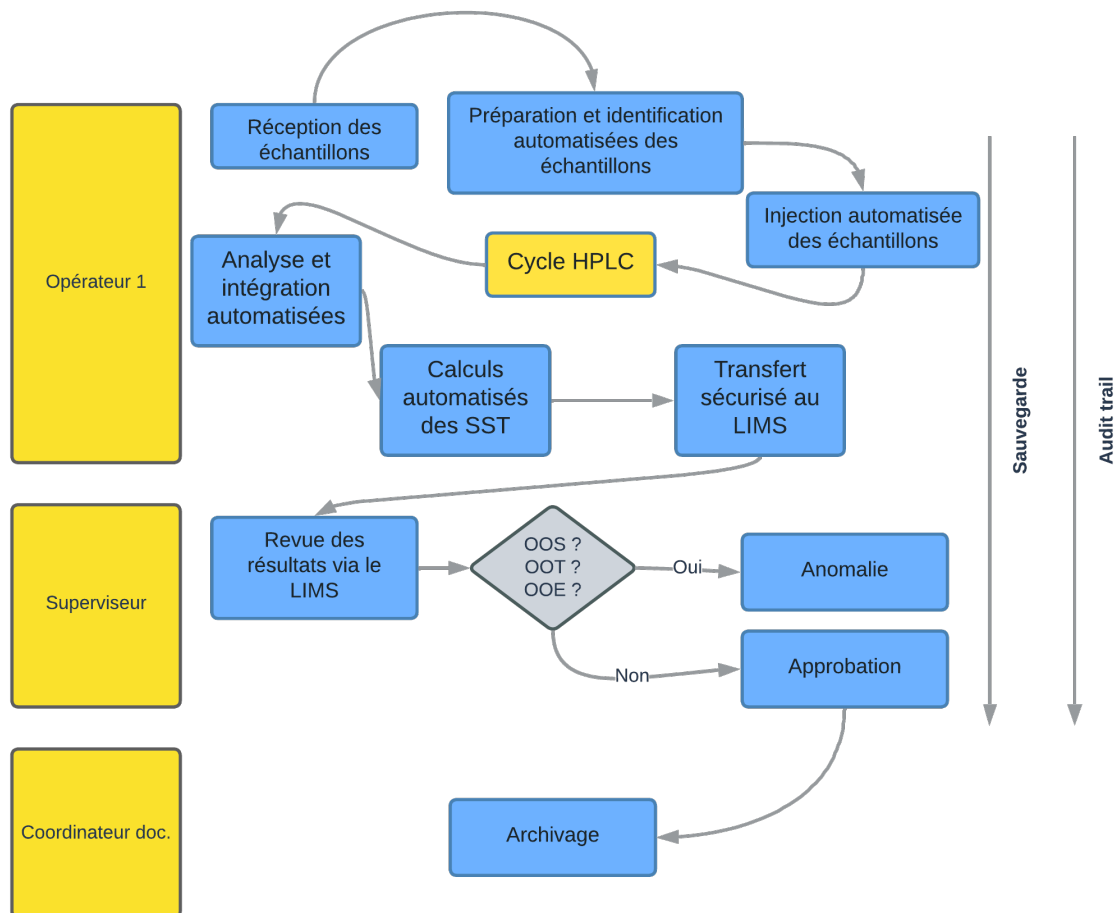 Réception des
échantillons
Préparation et identification
automatisées des
échantillons
Injection automatisée
des échantillons
Opérateur 1
Cycle HPLC
Analyse et
intégration
automatisées
Calculs
automatisés
des SST
Transfert
sécurisé au
LIMS
Sauvegarde
Audit trail
Superviseur
Revue des
résultats via le
LIMS
OOS ?
OOT ?
OOE ?
Oui
Anomalie
Non
Approbation
Coordinateur doc.
Archivage